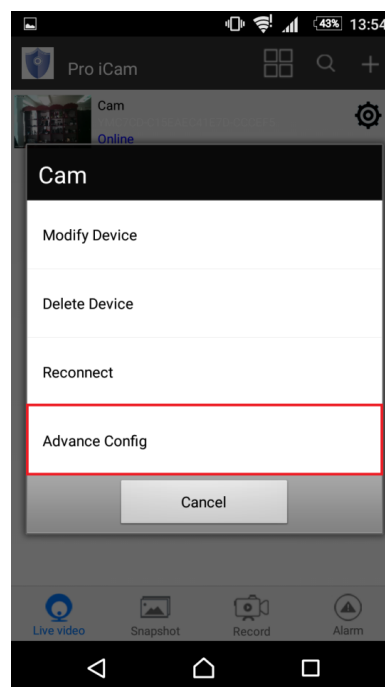 43% 13:54
Pro iCam
Cam
Online
Cam
Modify Device
Delete Device
Reconnect
Advance Config
Cancel
Live video Snapshot Record Alarm